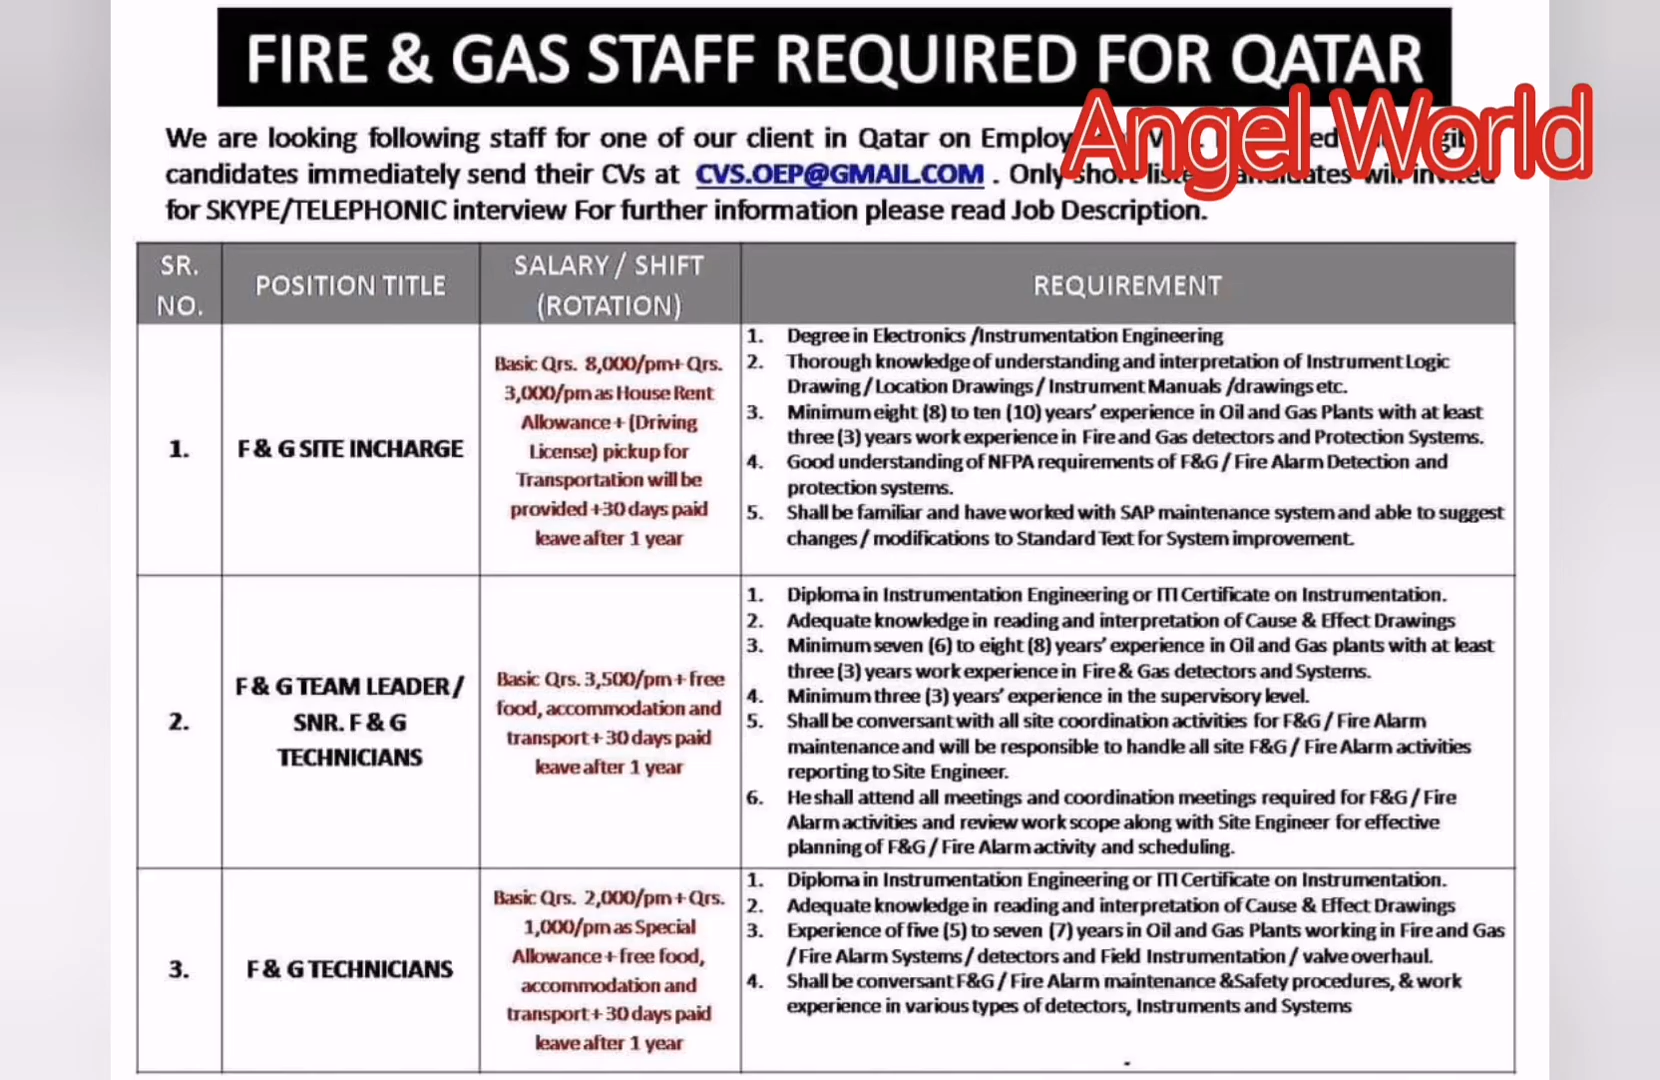 FIRE & GAS STAFF REQUIRED FOR QATAR
Angel World
We are looking following staff for one of our client in Qatar on
candidates immediately send their CVs at CVS.OEP@GMAIL.COM . Only
for SKYPE/TELEPHONIC interview For further information please read Job Description.
SR. NO.
POSITION TITLE
SALARY / SHIFT
(ROTATION)
REQUIREMENT
1.
F & G SITE INCHARGE
Basic Qrs. 8,000/pm+ Qrs.
3,000/pm as House Rent
Allowance + (Driving
License) pickup for
Transportation will be
provided +30 days paid
leave after 1 year
1. Degree in Electronics /Instrumentation Engineering
2. Thorough knowledge of understanding and interpretation of Instrument Logic
Drawing / Location Drawings / Instrument Manuals /drawings etc.
3. Minimum eight (8) to ten (10) years' experience in Oil and Gas Plants with at least
three (3) years work experience in Fire and Gas detectors and Protection Systems.
4. Good understanding of NFPA requirements of F&G / Fire Alarm Detection and
protection systems.
5. Shall be familiar and have worked with SAP maintenance system and able to suggest
changes / modifications to Standard Text for System improvement.
2.
F & G TEAM LEADER /
SNR. F & G
TECHNICIANS
Basic Qrs. 3,500/pm + free
food, accommodation and
transport + 30 days paid
leave after 1 year
1. Diploma in Instrumentation Engineering or ITI Certificate on Instrumentation.
2. Adequate knowledge in reading and interpretation of Cause & Effect Drawings
3. Minimum seven (6) to eight (8) years' experience in Oil and Gas plants with at least
three (3) years work experience in Fire & Gas detectors and Systems.
4. Minimum three (3) years' experience in the supervisory level.
5. Shall be conversant with all site coordination activities for F&G / Fire Alarm
maintenance and will be responsible to handle all site F&G / Fire Alarm activities
reporting to Site Engineer.
6. He shall attend all meetings and coordination meetings required for F&G / Fire
Alarm activities and review work scope along with Site Engineer for effective
planning of F&G / Fire Alarm activity and scheduling.
3.
F & G TECHNICIANS
Basic Qrs. 2,000/pm + Qrs.
1,000/pm as Special
Allowance + free food,
accommodation and
transport + 30 days paid
leave after 1 year
1. Diploma in Instrumentation Engineering or ITI Certificate on Instrumentation.
2. Adequate knowledge in reading and interpretation of Cause & Effect Drawings
3. Experience of five (5) to seven (7) years in Oil and Gas Plants working in Fire and Gas
/ Fire Alarm Systems / detectors and Field Instrumentation / valve overhaul.
4. Shall be conversant F&G / Fire Alarm maintenance &Safety procedures, & work
experience in various types of detectors, Instruments and Systems